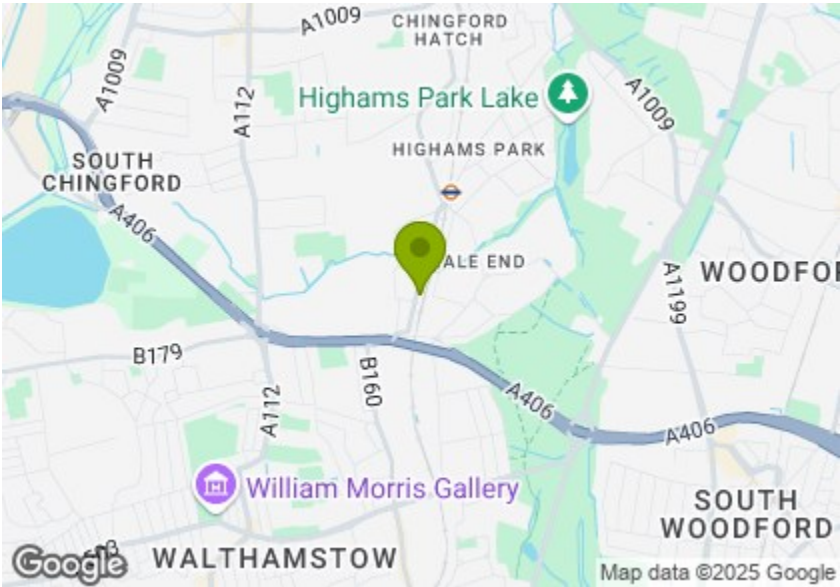 A1009
CHINGFORD
HATCH
A1009
A112
Highams Park Lake
A1009
HIGHAMS PARK
SOUTH
CHINGFORD
A406
ALE END
WOODFOR
A1199
B179
B160
A112
A406
A406
William Morris Gallery
SOUTH
WOODFORD
WALTHAMSTOW
Google
Map data ©2025 Google